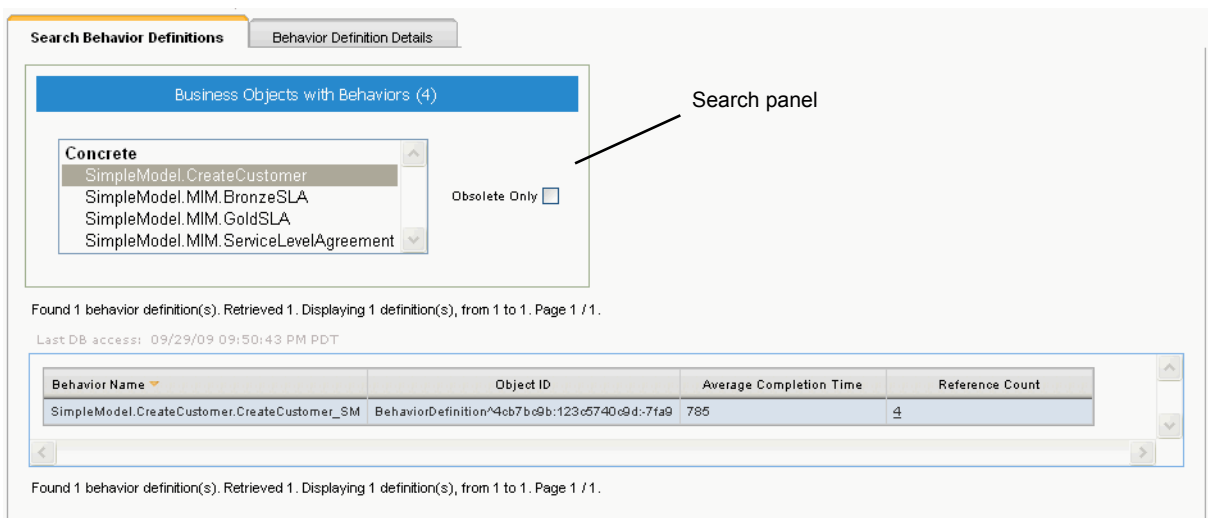 Search Behavior Definitions
Behavior Definition Details
Business Objects with Behaviors (4)
Search panel
Concrete
SimpleModel.CreateCustomer
SimpleModel.MIM.BronzeSLA
Obsolete Only
SimpleModel.MIM.GoldSLA
SimpleModel.MIM.ServiceLevelAgreement
Found 1 behavior definition(s). Retrieved 1. Displaying 1 definition(s), from 1 to 1. Page 1 / 1.
Last DB access: 09/29/09 09:50:43 PM PDT
Behavior Name Object ID Average Completion Time Reference Count
SimpleModel.CreateCustomer.CreateCustomer_SM BehaviorDefinition^4cb7bc9b:123c5740c9d:-7fa9 785 4
Found 1 behavior definition(s). Retrieved 1. Displaying 1 definition(s), from 1 to 1. Page 1 / 1.